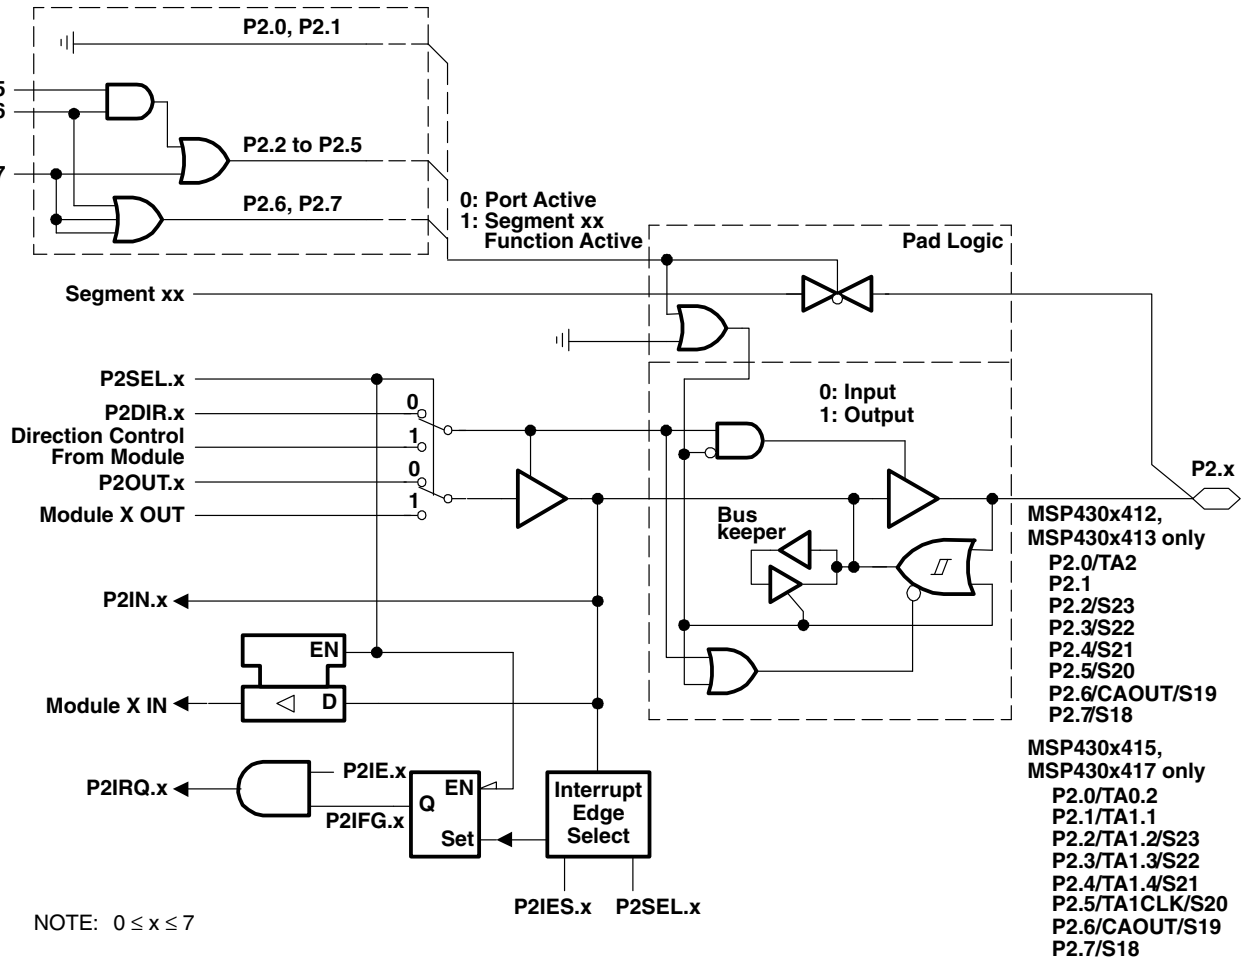 P2.0, P2.1
5
6
P2.2 to P2.5
7
P2.6, P2.7
0: Port Active
1: Segment xx
Function Active
Pad Logic
Segment xx
P2SEL.x
0: Input
1: Output
P2DIR.x
0
Direction Control
From Module
1
P2OUT.x
0
Module X OUT
1
P2.x
Bus
keeper
MSP430x412,
MSP430x413 only
P2.0/TA2
P2.1
P2.2/S23
P2.3/S22
P2.4/S21
P2.5/S20
P2.6/CAOUT/S19
P2.7/S18
P2IN.x
EN
Module X IN
D
MSP430x415,
MSP430x417 only
P2.0/TA0.2
P2.1/TA1.1
P2.2/TA1.2/S23
P2.3/TA1.3/S22
P2.4/TA1.4/S21
P2.5/TA1CLK/S20
P2.6/CAOUT/S19
P2.7/S18
P2IRQ.x
P2IE.x
P2IFG.x
EN
Q
Set
Interrupt
Edge
Select
P2IES.x
P2SEL.x
NOTE: 0 ≤ x ≤ 7